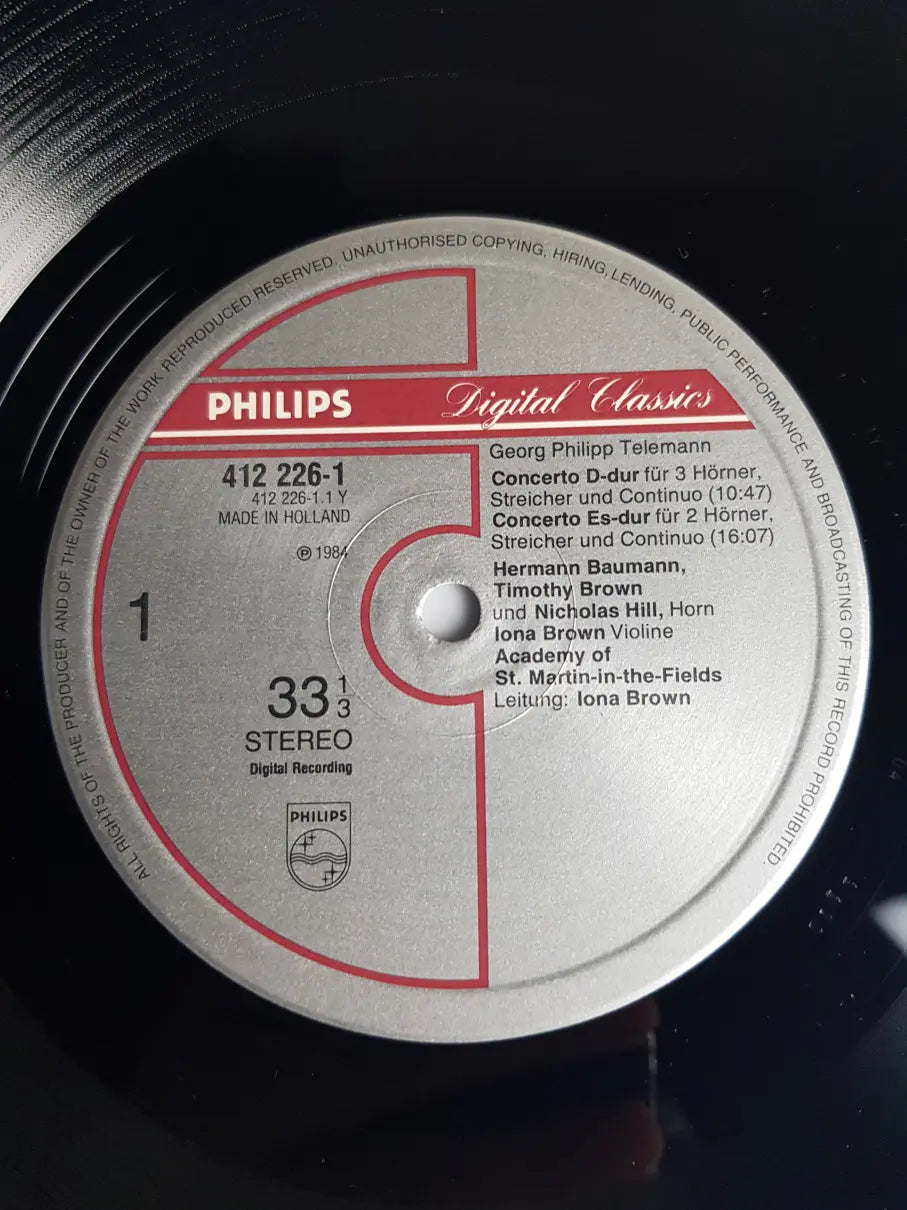 ALL RIGHTS OF THE PRODUCER AND OF THE OWNER OF THE WORK REPRODUCED RESERVED. UNAUTHORISED COPYING, HIRING, LENDING, PUBLIC PERFORMANCE AND BROADCASTING OF THIS RECORD PROHIBITED.
PHILIPS Digital Classics
412 226-1
412 226-1.1 Y
MADE IN HOLLAND
℗ 1984
1
33 1/3
STEREO
Digital Recording
PHILIPS
Georg Philipp Telemann
Concerto D-dur für 3 Hörner,
Streicher und Continuo (10:47)
Concerto Es-dur für 2 Hörner,
Streicher und Continuo (16:07)
Hermann Baumann,
Timothy Brown
und Nicholas Hill, Horn
Iona Brown Violine
Academy of
St. Martin-in-the-Fields
Leitung: Iona Brown